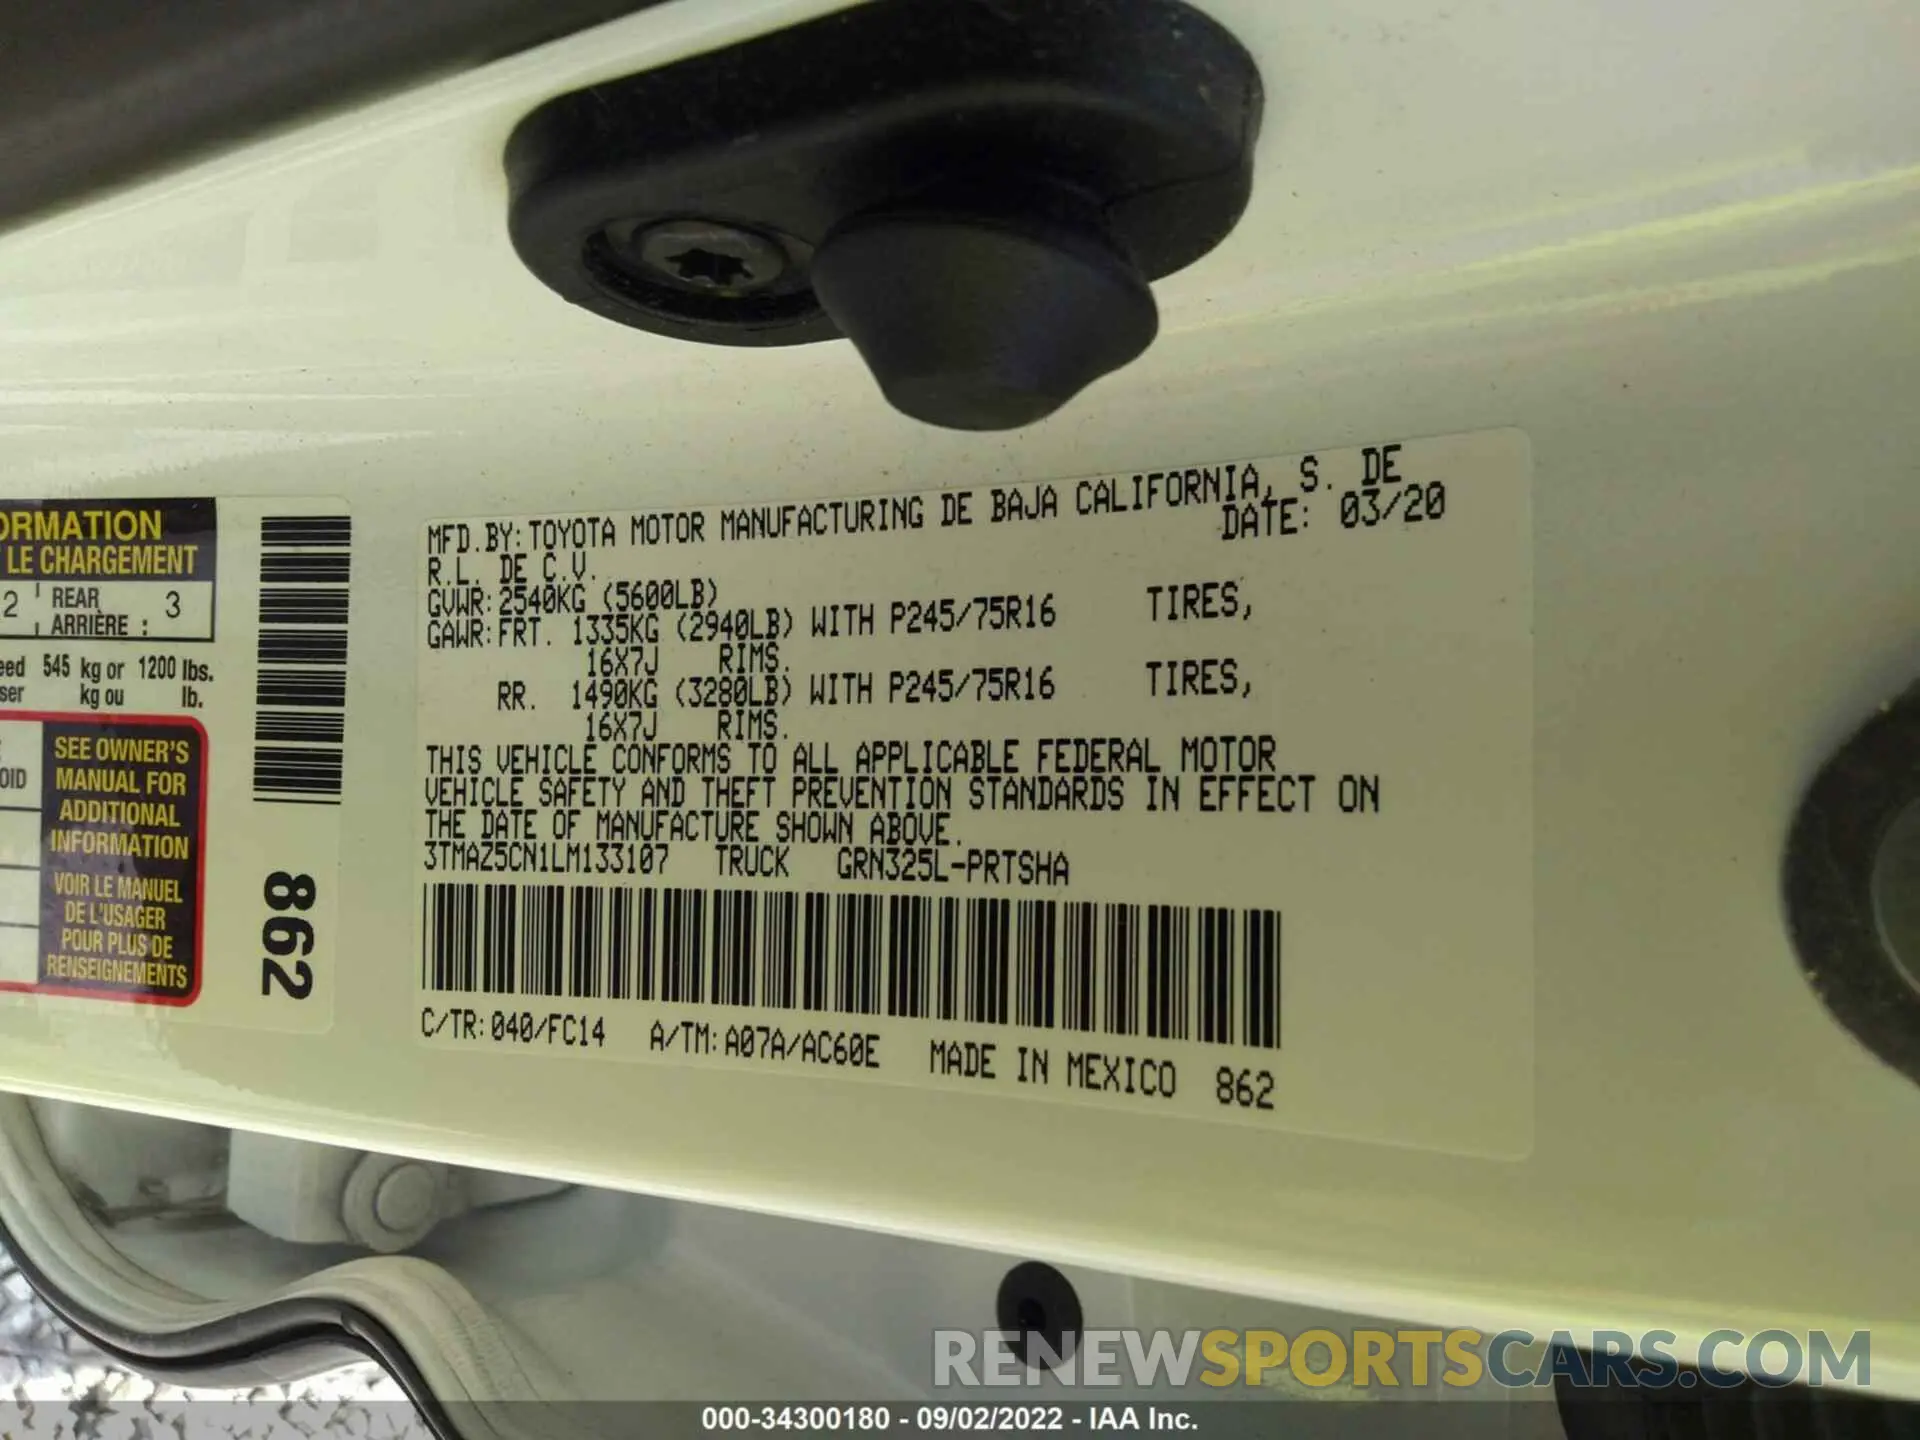 ORMATION
T LE CHARGEMENT
2 REAR ARRIÈRE : 3
eed 545 kg or 1200 lbs.
ser kg ou lb.
OID
SEE OWNER'S
MANUAL FOR
ADDITIONAL
INFORMATION
VOIR LE MANUEL
DE L'USAGER
POUR PLUS DE
RENSEIGNEMENTS
862
MFD.BY:TOYOTA MOTOR MANUFACTURING DE BAJA CALIFORNIA, S. DE
R.L. DE C.V. DATE: 03/20
GVWR:2540KG (5600LB)
GAWR:FRT. 1335KG (2940LB) WITH P245/75R16 TIRES,
16X7J RIMS.
RR. 1490KG (3280LB) WITH P245/75R16 TIRES,
16X7J RIMS.
THIS VEHICLE CONFORMS TO ALL APPLICABLE FEDERAL MOTOR
VEHICLE SAFETY AND THEFT PREVENTION STANDARDS IN EFFECT ON
THE DATE OF MANUFACTURE SHOWN ABOVE.
3TMAZ5CN1LM133107 TRUCK GRN325L-PRTSHA
C/TR:040/FC14 A/TM:A07A/AC60E MADE IN MEXICO 862
RENEWSPORTSCARS.COM
000-34300180 - 09/02/2022 - IAA Inc.